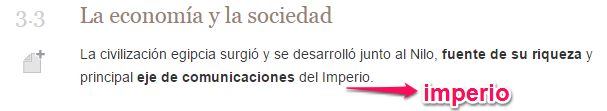 3.3 La economía y la sociedad
La civilización egipcia surgió y se desarrolló junto al Nilo, fuente de su riqueza y
principal eje de comunicaciones del Imperio.
imperio